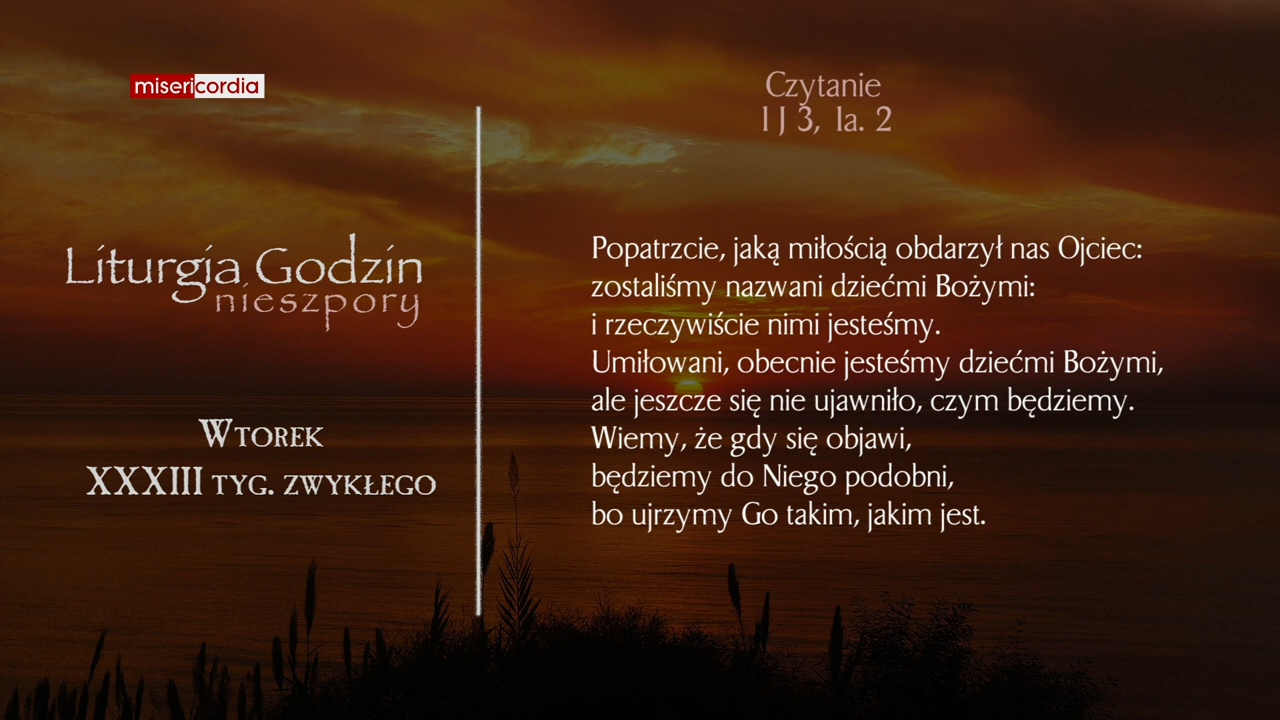 misericordia
Liturgia Godzin
nieszpory
Wtorek
XXXIII tyg. zwykłego
Czytanie
1 J 3, 1a. 2
Popatrzcie, jaką miłością obdarzył nas Ojciec:
zostaliśmy nazwani dziećmi Bożymi:
i rzeczywiście nimi jesteśmy.
Umiłowani, obecnie jesteśmy dziećmi Bożymi,
ale jeszcze się nie ujawniło, czym będziemy.
Wiemy, że gdy się objawi,
będziemy do Niego podobni,
bo ujrzymy Go takim, jakim jest.